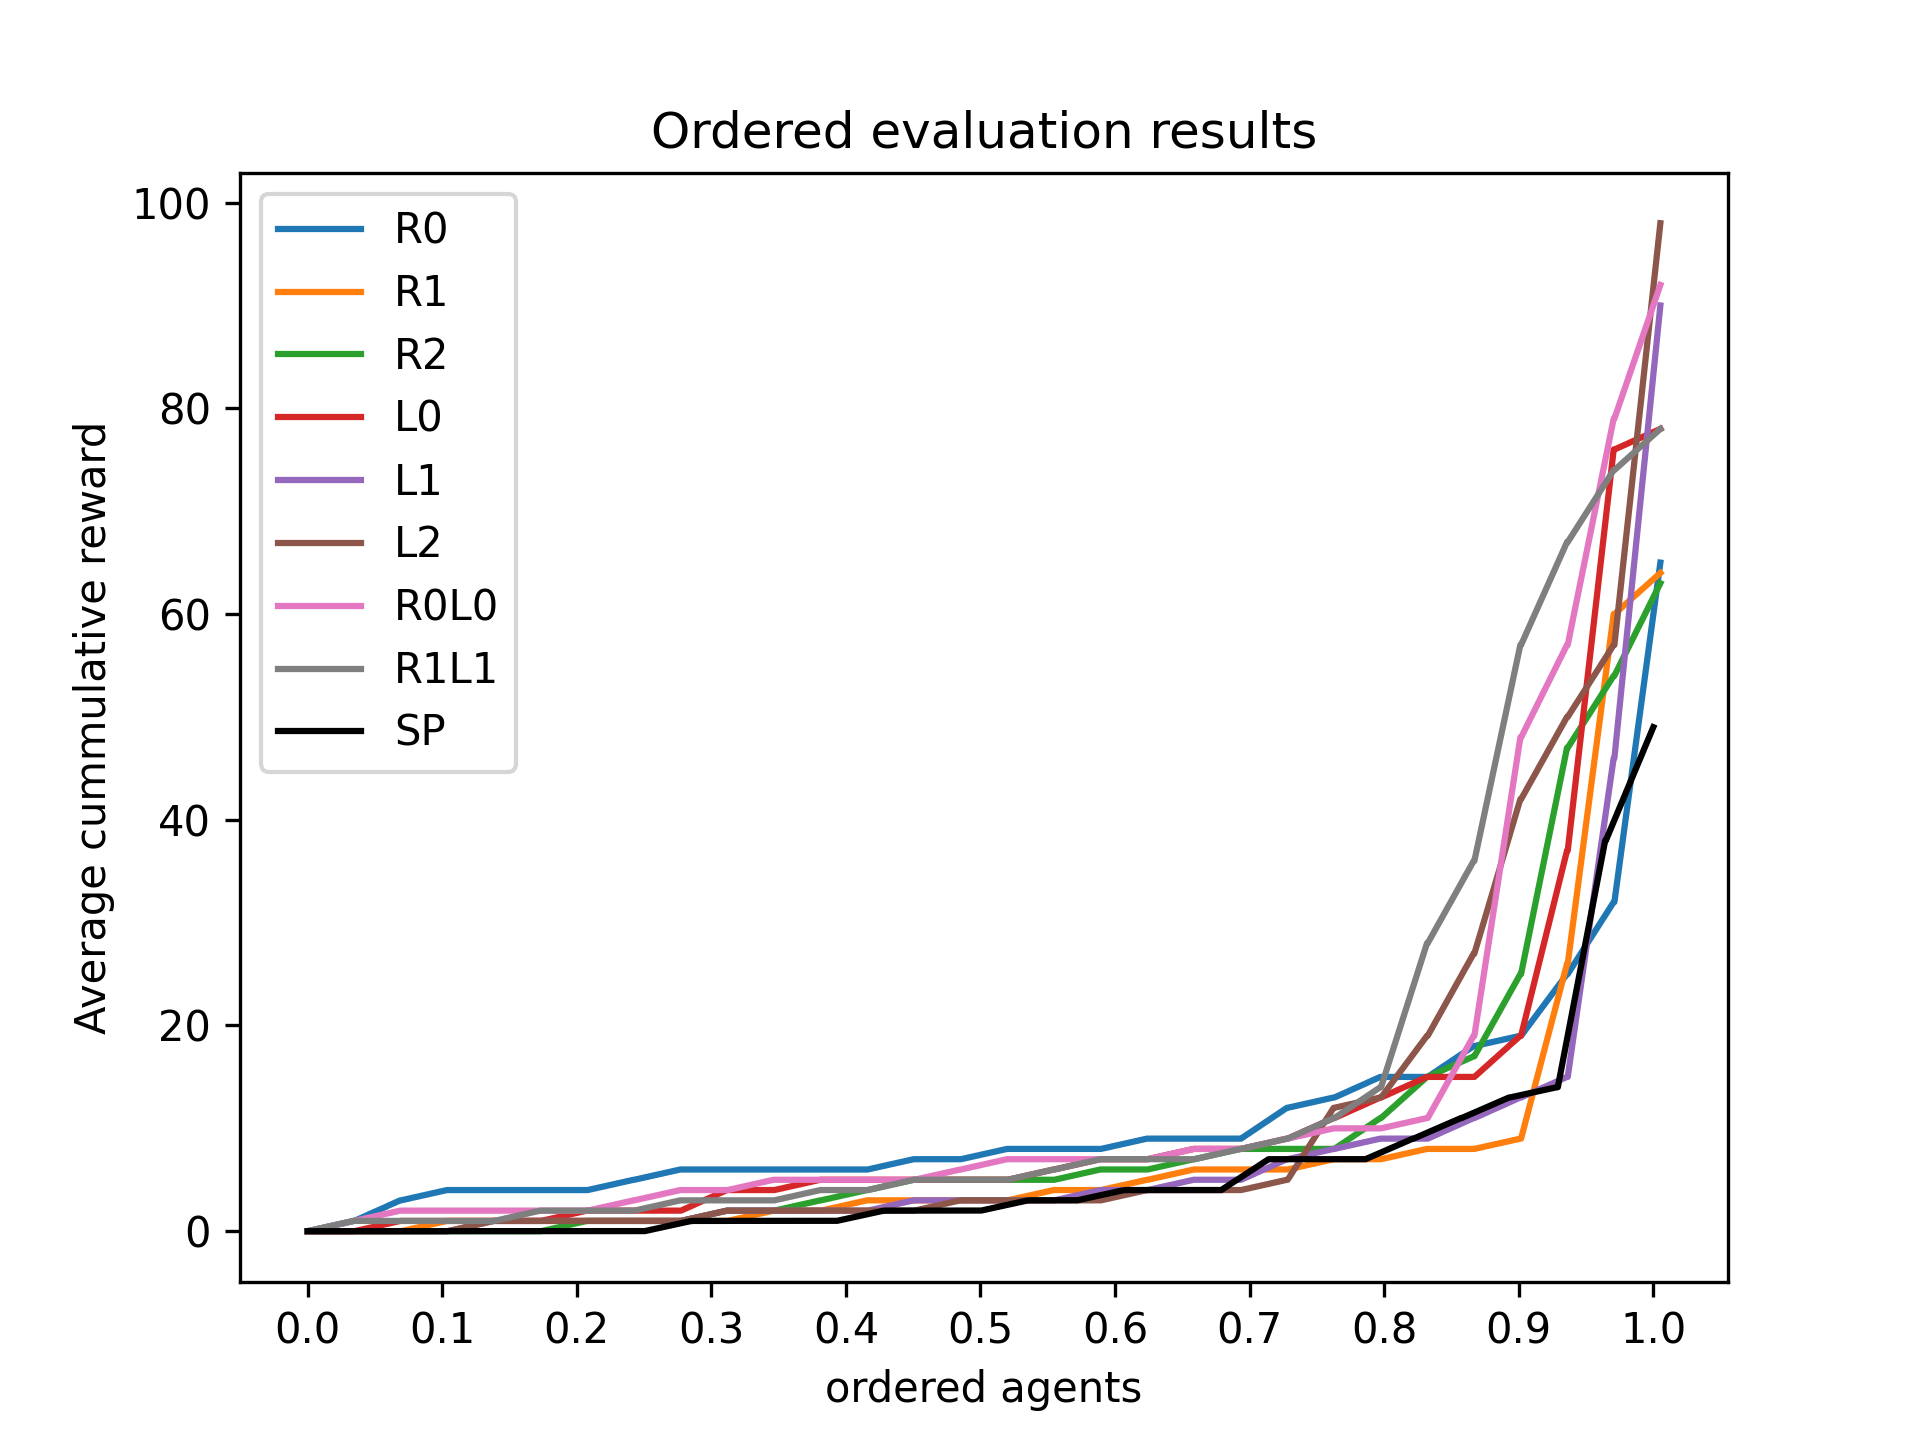 Ordered evaluation results
100
80
60
40
20
0
Average cummulative reward
R0
R1
R2
L0
L1
L2
R0L0
R1L1
SP
0.0 0.1 0.2 0.3 0.4 0.5 0.6 0.7 0.8 0.9 1.0
ordered agents